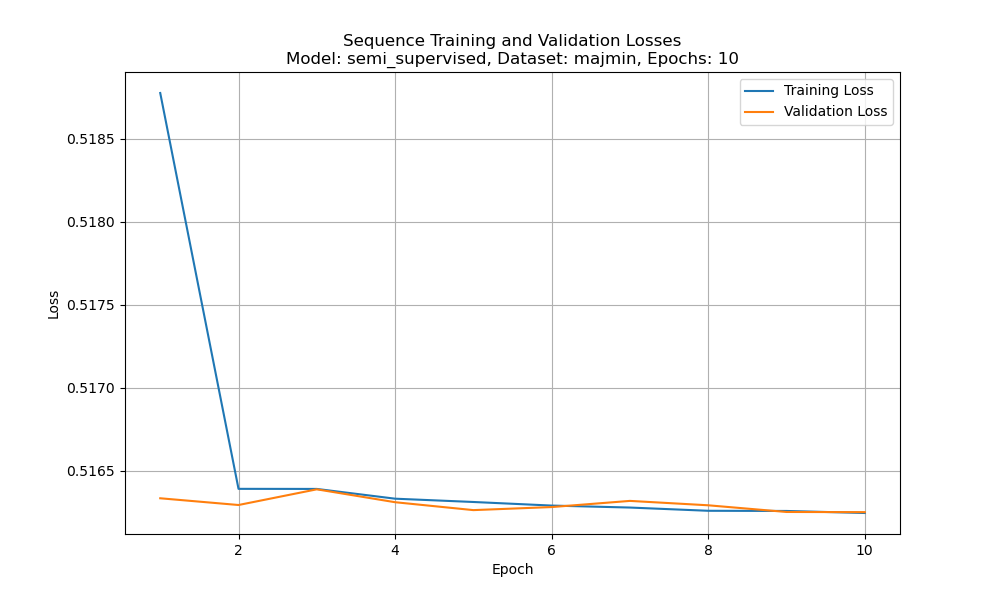 Sequence Training and Validation Losses
Model: semi_supervised, Dataset: majmin, Epochs: 10
Training Loss
Validation Loss
0.5185
0.5180
0.5175
0.5170
0.5165
Loss
2
4
6
8
10
Epoch